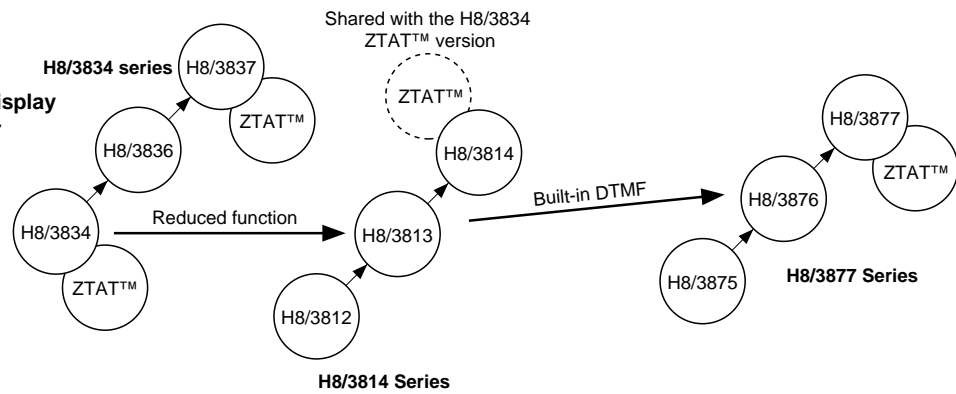 Shared with the H8/3834
ZTAT™ version
H8/3834 series
H8/3837
ZTAT™
H8/3836
H8/3834
ZTAT™
Reduced function
ZTAT™
H8/3814
H8/3813
H8/3812
H8/3814 Series
Built-in DTMF
H8/3877
ZTAT™
H8/3876
H8/3875
H8/3877 Series